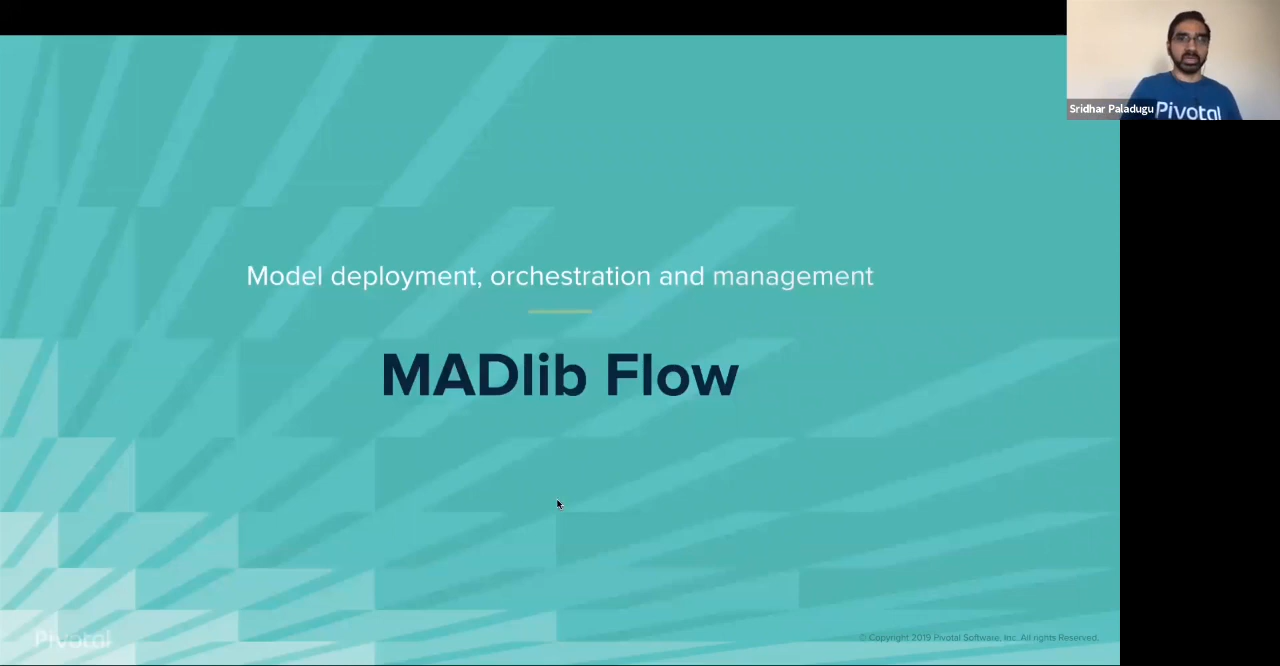 Sridhar Paladugu
Pivotal
Model deployment, orchestration and management
MADlib Flow
Pivotal
© Copyright 2019 Pivotal Software, Inc. All rights Reserved.